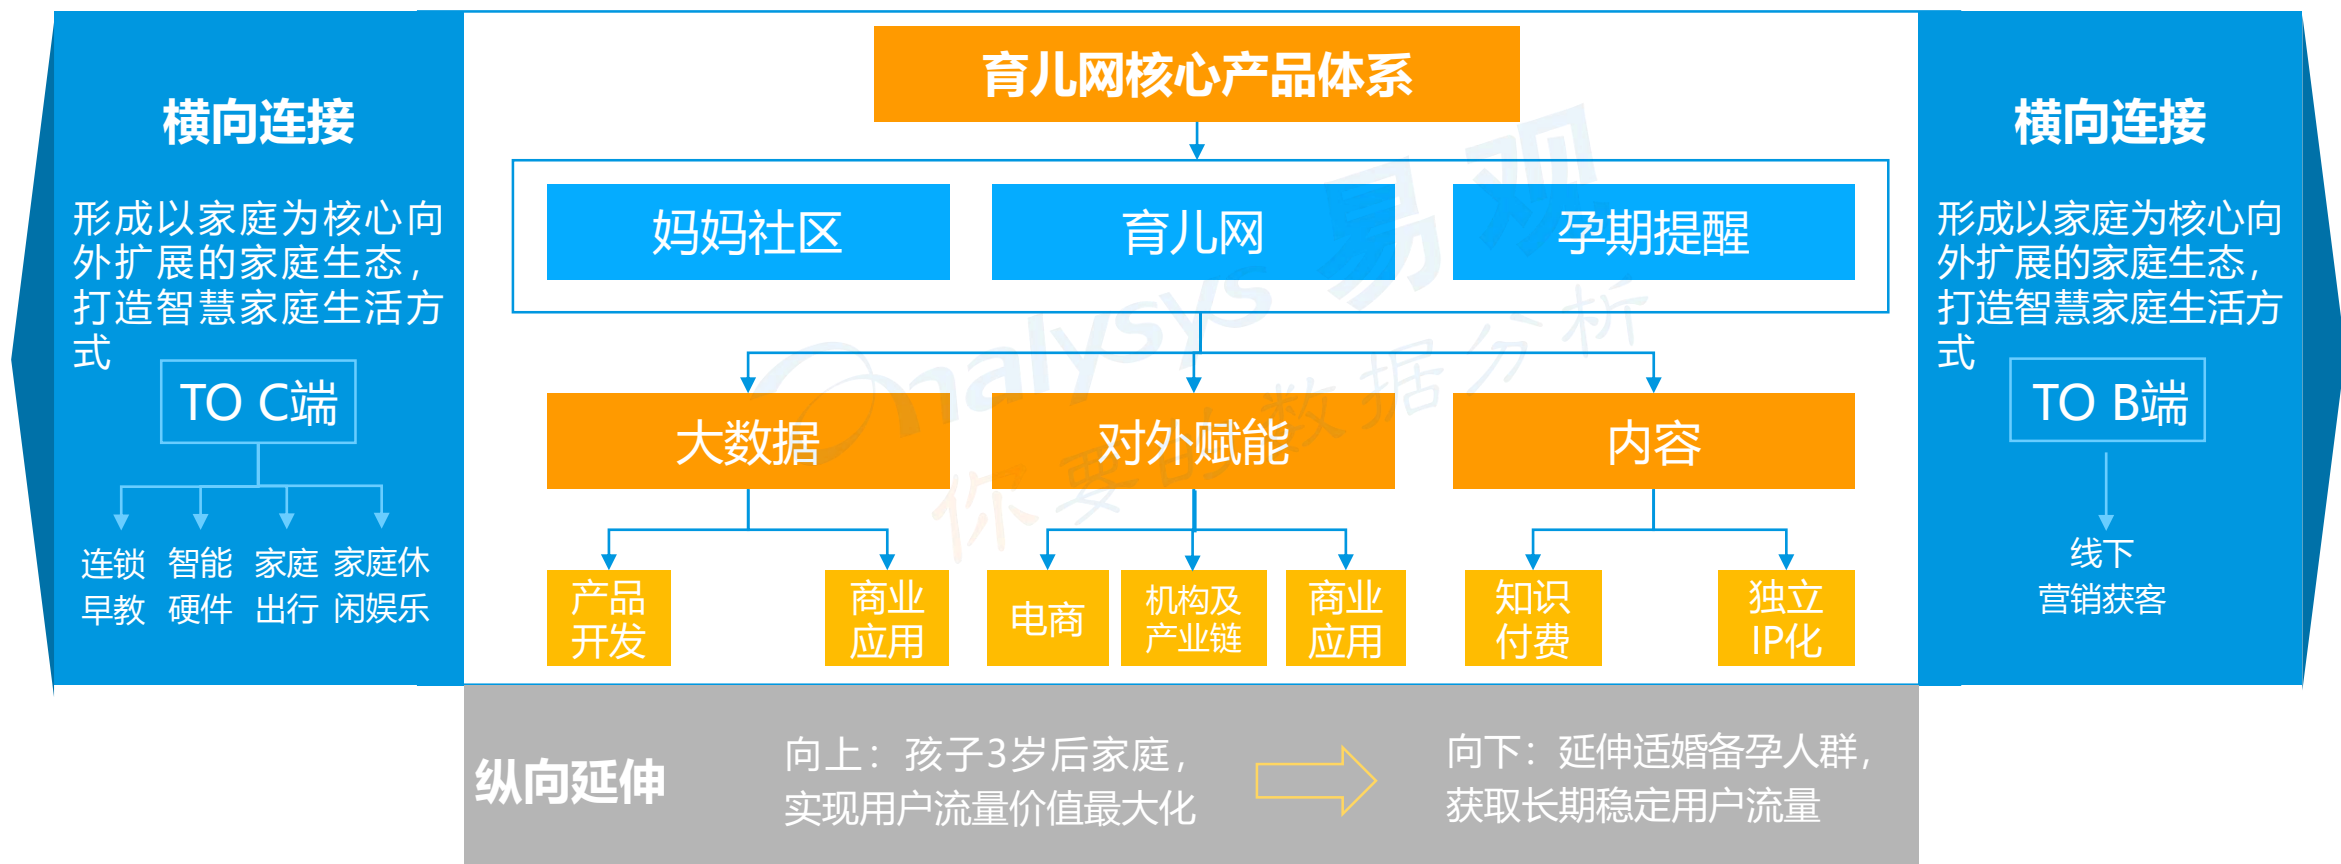 育儿网核心产品体系
横向连接
形成以家庭为核心向
外扩展的家庭生态，
打造智慧家庭生活方
式
TO C端
连锁
早教
智能
硬件
家庭
出行
家庭休
闲娱乐
妈妈社区
育儿网
孕期提醒
大数据
对外赋能
内容
产品
开发
商业
应用
电商
机构及
产业链
商业
应用
知识
付费
独立
IP化
横向连接
形成以家庭为核心向
外扩展的家庭生态，
打造智慧家庭生活方
式
TO B端
线下
营销获客
纵向延伸
向上：孩子3岁后家庭，
实现用户流量价值最大化
向下：延伸适婚备孕人群，
获取长期稳定用户流量
analysys 易观
你要的数据分析